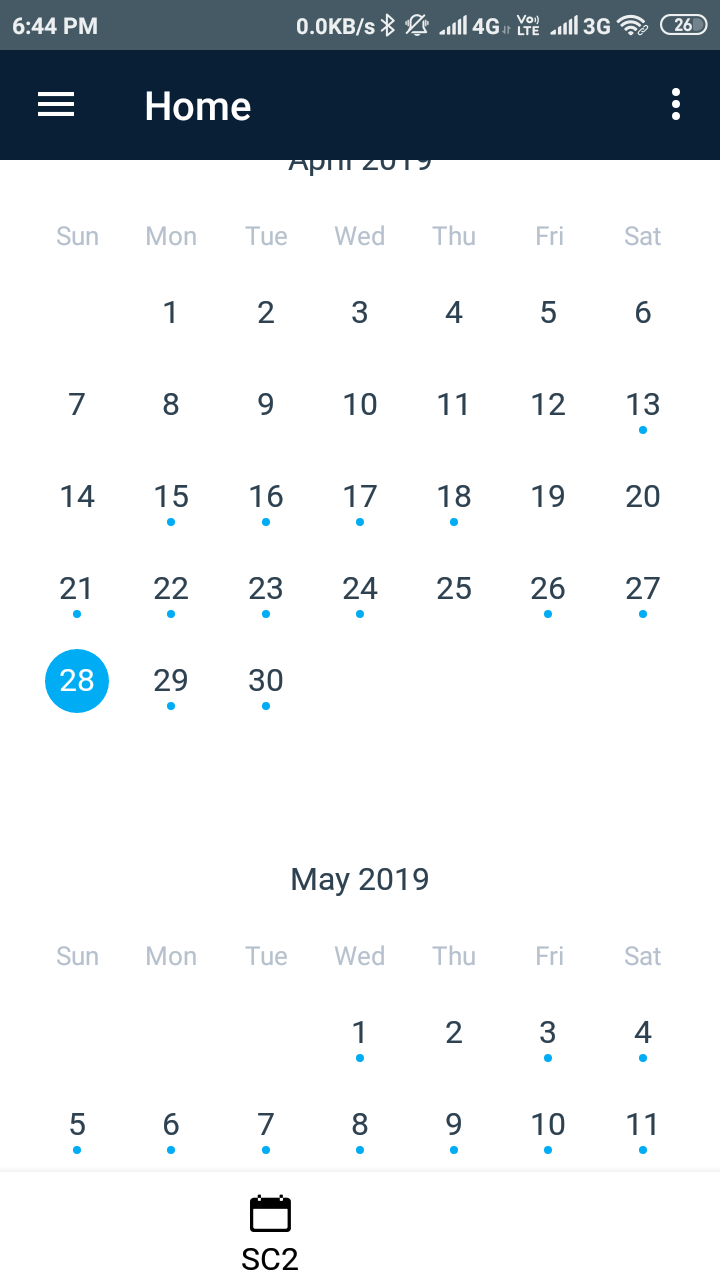 6:44 PM 0.0KB/s 4G VoLTE 3G 26
Home
April 2019
Sun Mon Tue Wed Thu Fri Sat
1 2 3 4 5 6
7 8 9 10 11 12 13
14 15 16 17 18 19 20
21 22 23 24 25 26 27
28 29 30
May 2019
Sun Mon Tue Wed Thu Fri Sat
1 2 3 4
5 6 7 8 9 10 11
SC2